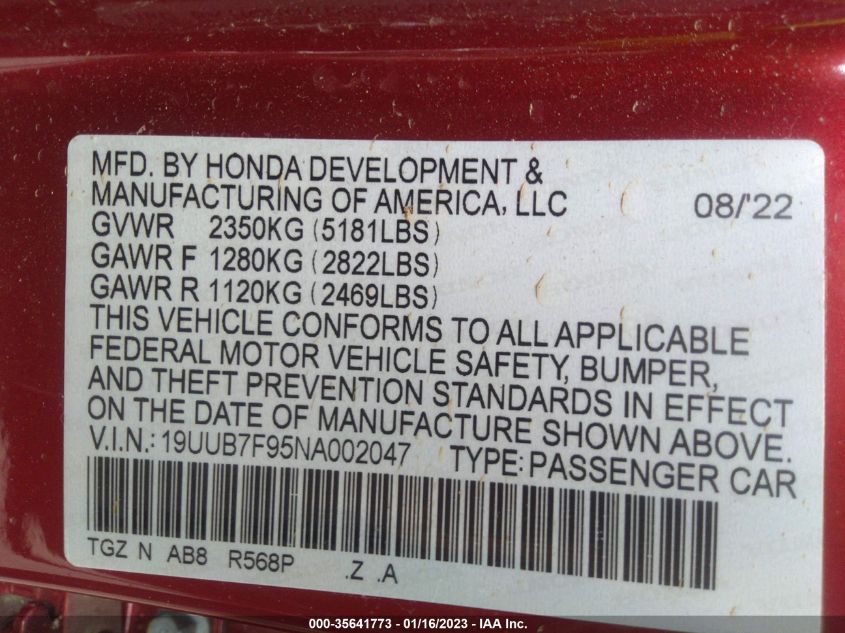 MFD. BY HONDA DEVELOPMENT &
MANUFACTURING OF AMERICA, LLC 08/'22
GVWR 2350KG (5181LBS)
GAWR F 1280KG (2822LBS)
GAWR R 1120KG (2469LBS)
THIS VEHICLE CONFORMS TO ALL APPLICABLE
FEDERAL MOTOR VEHICLE SAFETY, BUMPER,
AND THEFT PREVENTION STANDARDS IN EFFECT
ON THE DATE OF MANUFACTURE SHOWN ABOVE.
V.I.N.: 19UUB7F95NA002047 TYPE: PASSENGER CAR
TGZ N AB8 R568P .Z .A
000-35641773 - 01/16/2023 - IAA Inc.